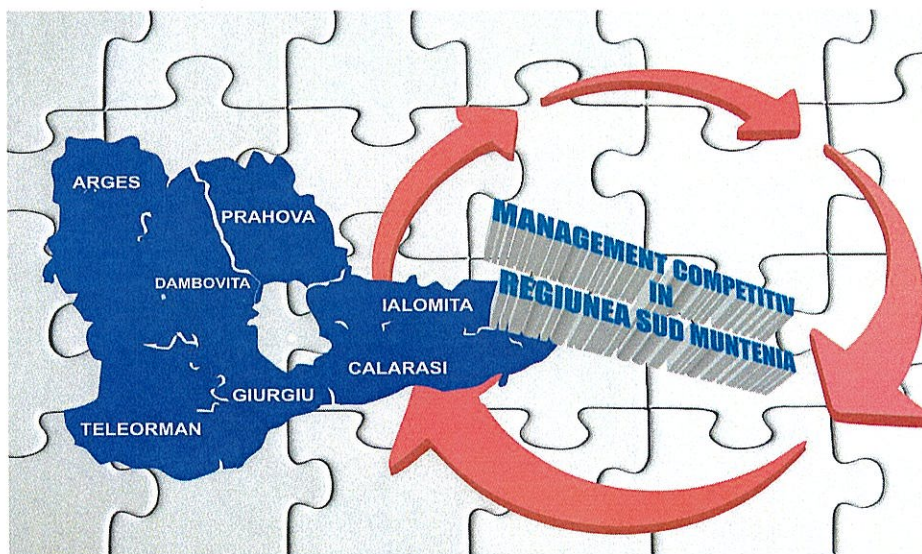 ARGES
PRAHOVA
DAMBOVITA
IALOMITA
CALARASI
GIURGIU
TELEORMAN
MANAGEMENT COMPETITIV
IN
REGIUNEA SUD MUNTENIA